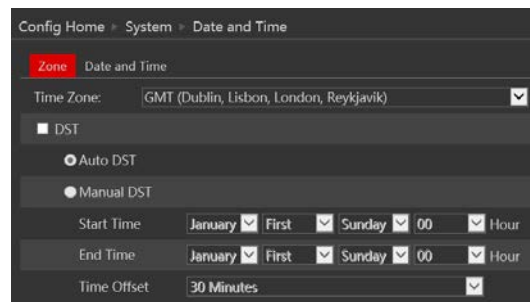 Config Home ▸ System ▸ Date and Time
Zone Date and Time
Time Zone: GMT (Dublin, Lisbon, London, Reykjavik)
DST
Auto DST
Manual DST
Start Time January First Sunday 00 Hour
End Time January First Sunday 00 Hour
Time Offset 30 Minutes